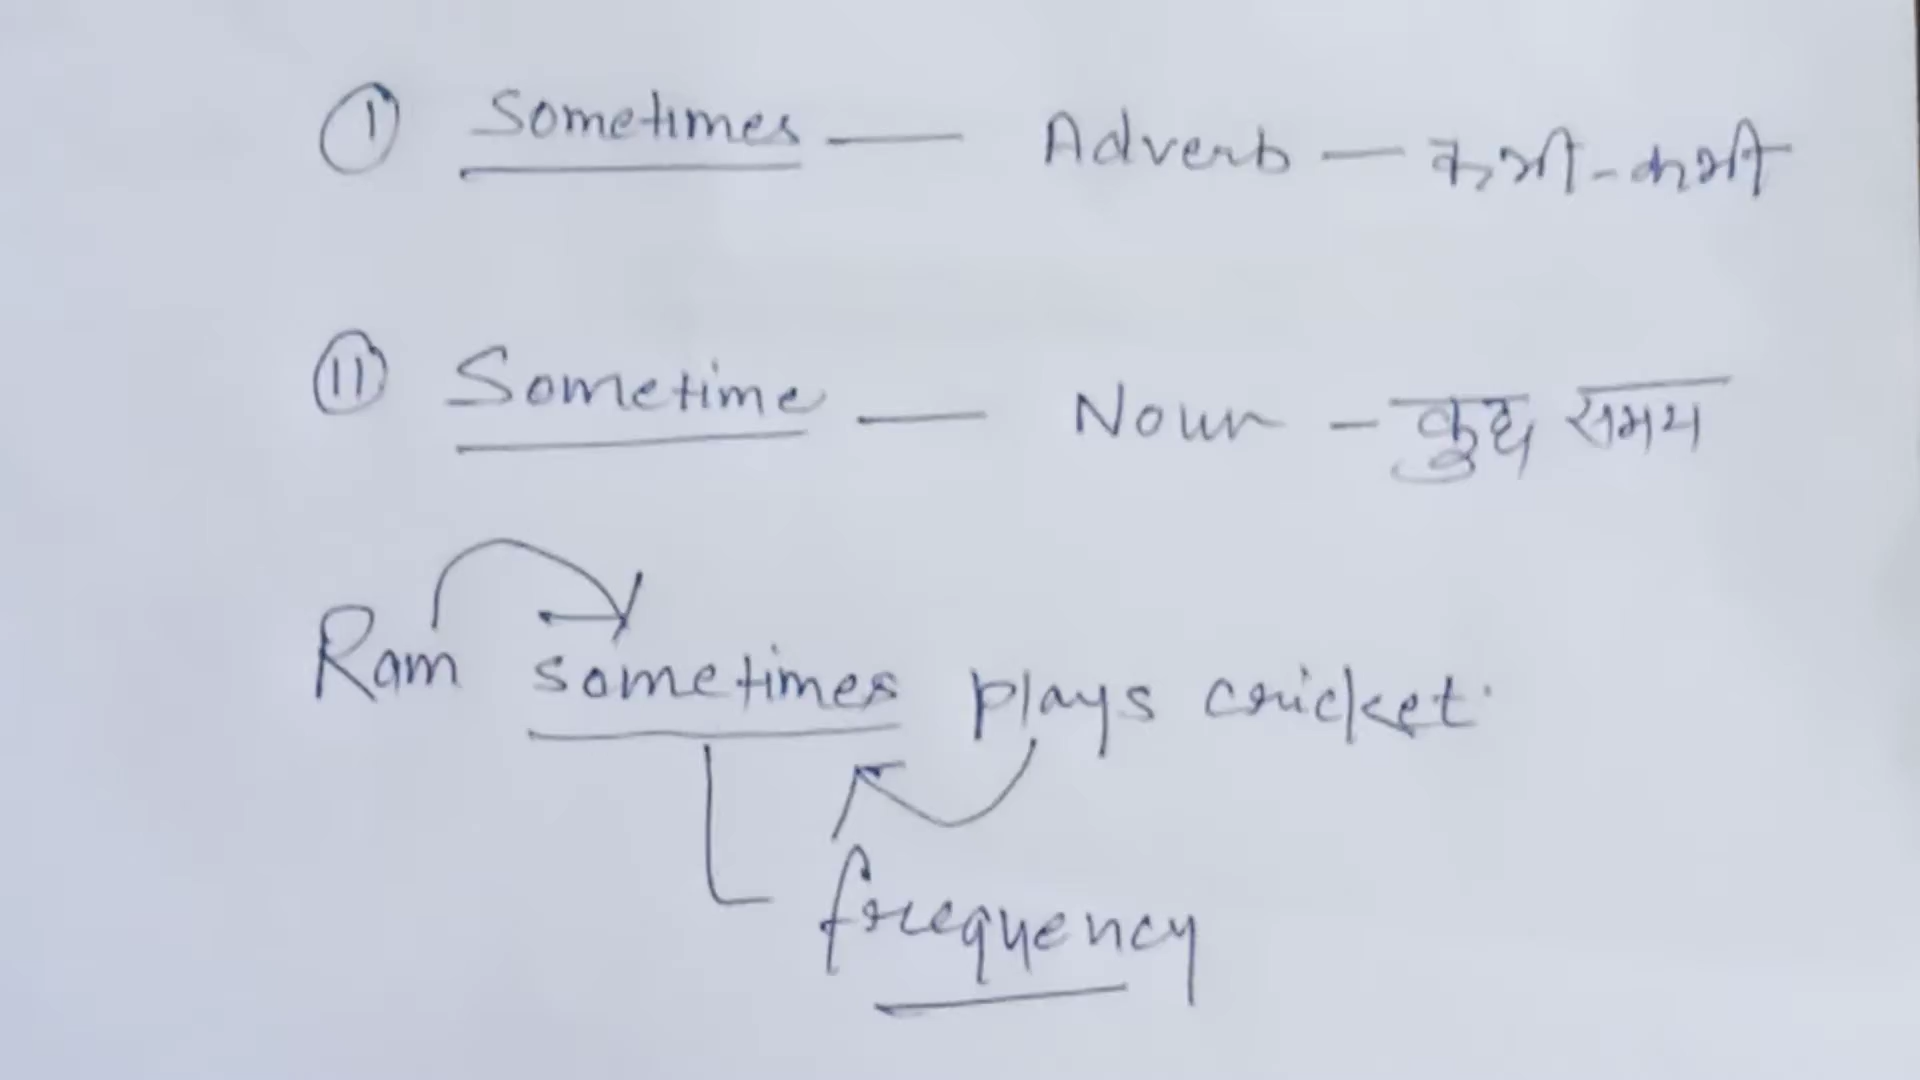 I Sometimes — Adverb — कभी-कभी
II Sometime — Noun - कुछ समय
Ram sometimes plays cricket.
frequency